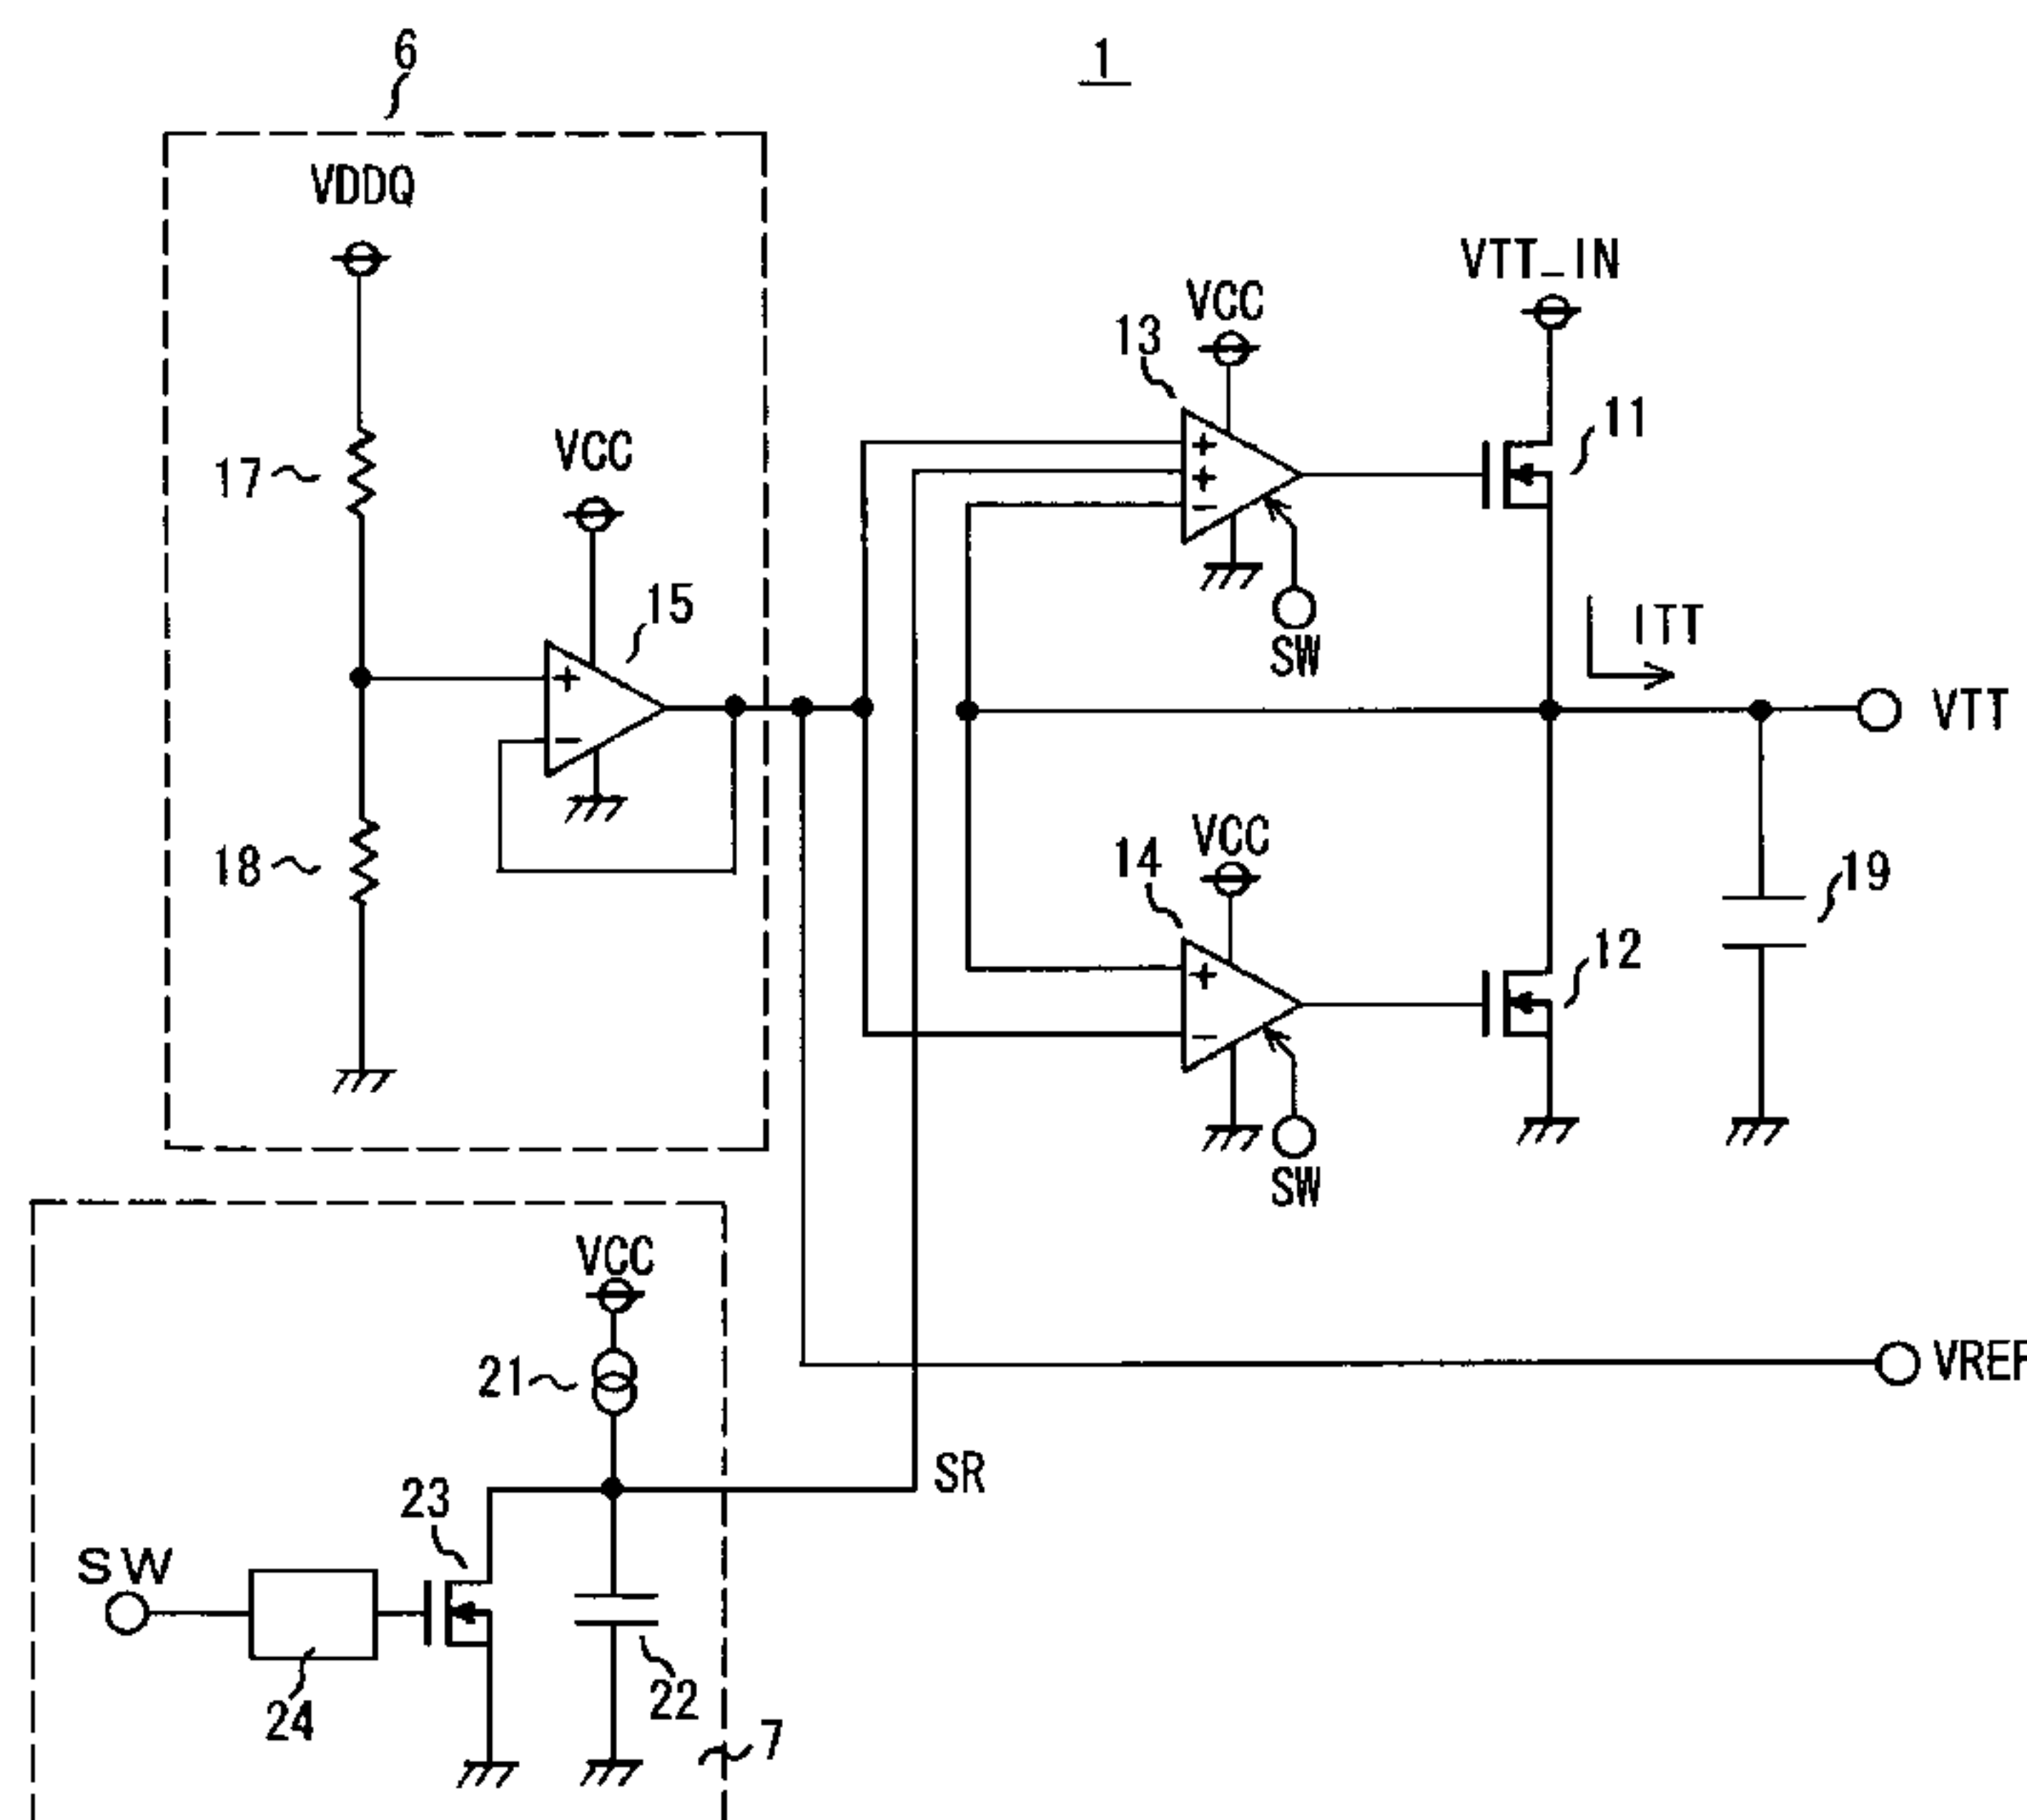 6
1
VDDQ
VTT_IN
VCC
13
11
VCC
17
15
ITT
SW
+
+
-
+
-
VTT
VCC
14
18
19
12
+
-
SW
VCC
21
VREF
SR
23
SW
22
24
7